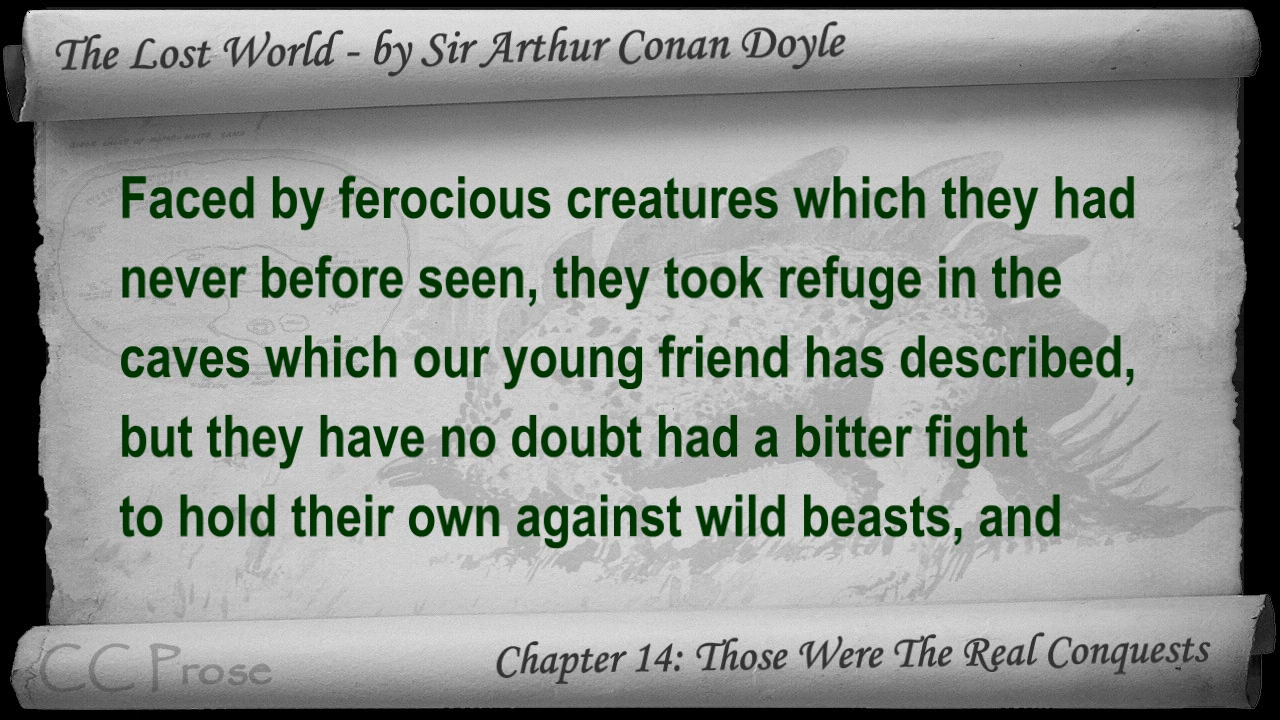 The Lost World - by Sir Arthur Conan Doyle
Faced by ferocious creatures which they had
never before seen, they took refuge in the
caves which our young friend has described,
but they have no doubt had a bitter fight
to hold their own against wild beasts, and
CC Prose
Chapter 14: Those Were The Real Conquests